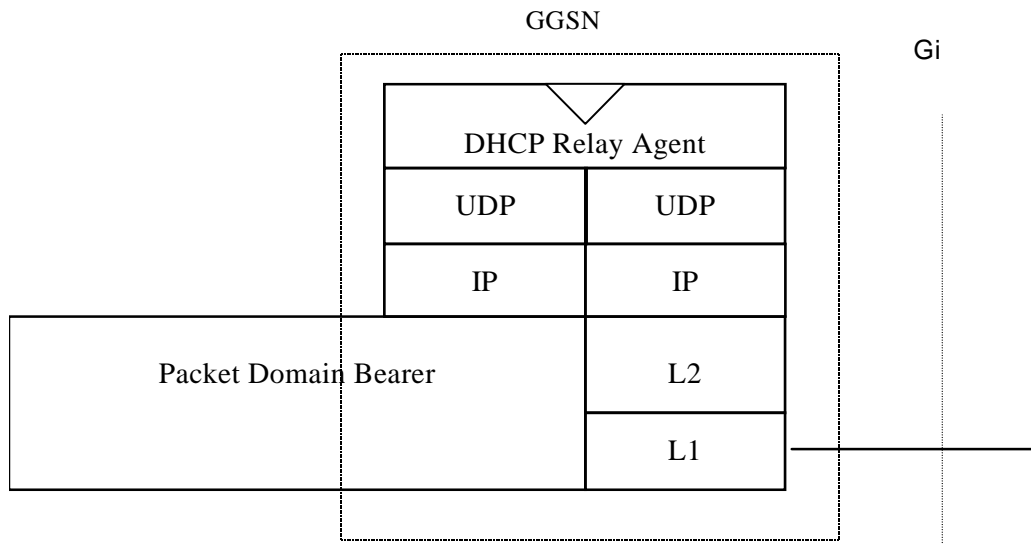 GGSN
Gi
DHCP Relay Agent
UDP
UDP
IP
IP
Packet Domain Bearer
L2
L1